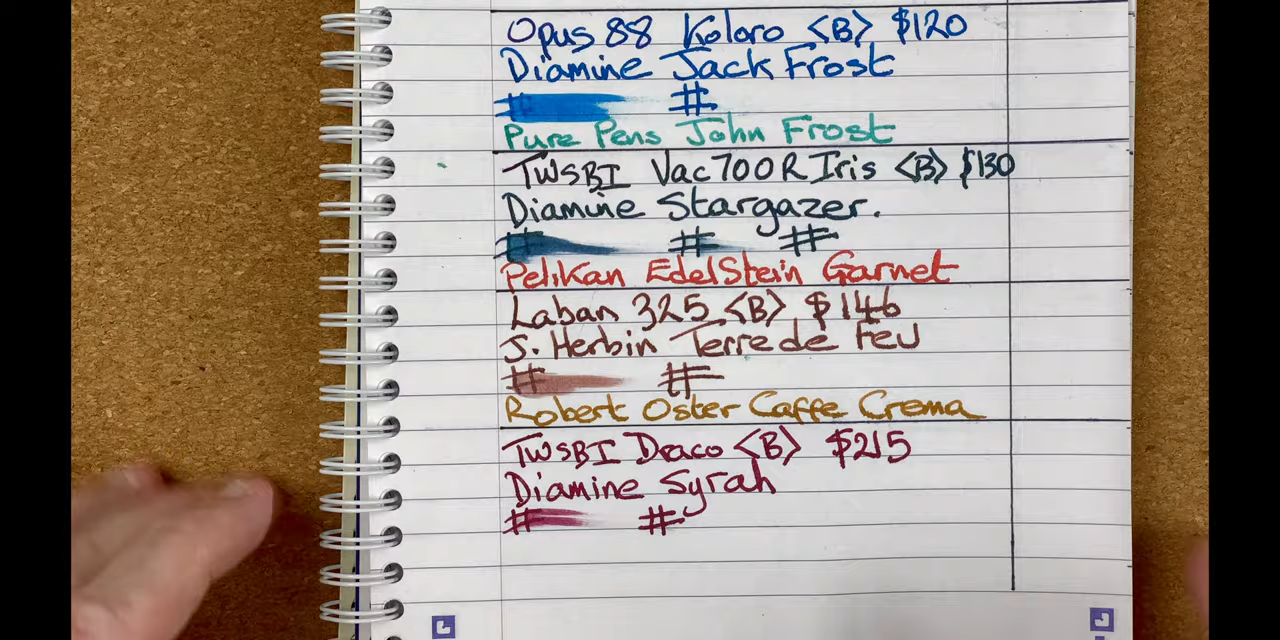 Opus 88 Koloro <B> $120
Diamine Jack Frost
# #
Pure Pens John Frost
TWSBI Vac700R Iris <B> $130
Diamine Stargazer.
# # #
Pelikan EdelStein Garnet
Laban 325 <B> $146
J. Herbin Terre de Feu
# #
Robert Oster Caffe Crema
TWSBI Deaco <B> $215
Diamine Syrah
# #